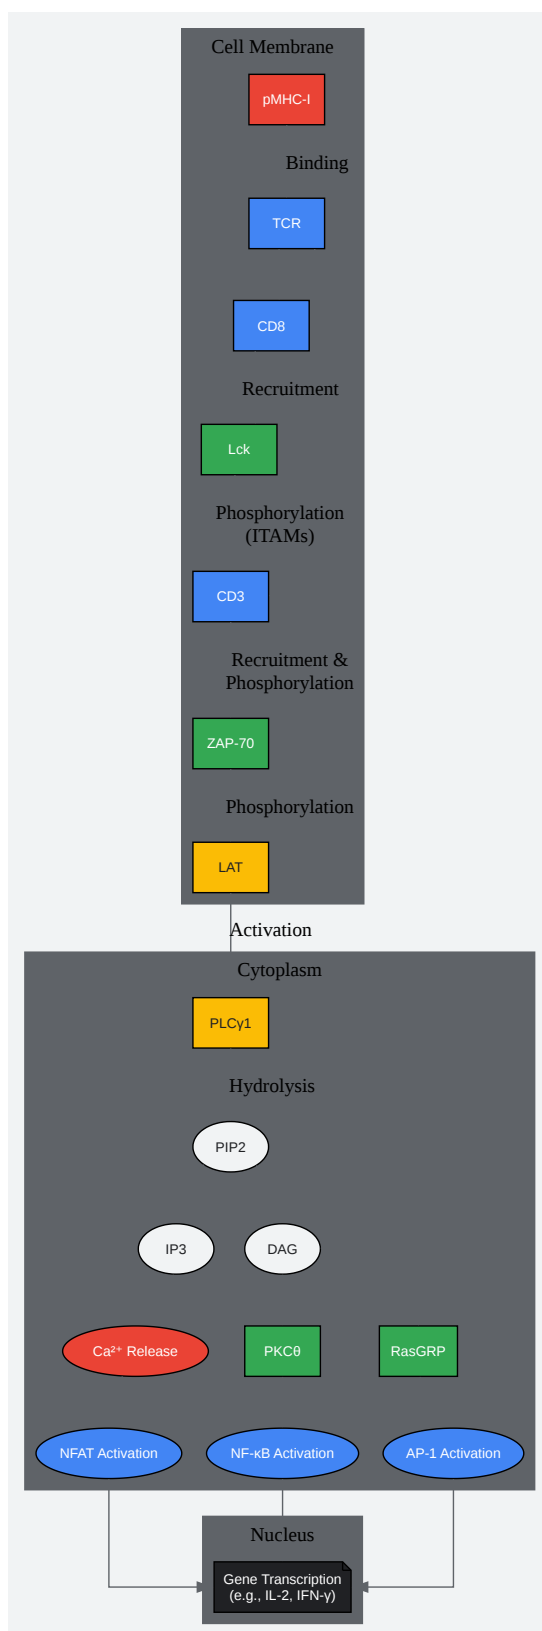 Cell Membrane
pMHC-I
Binding
TCR
CD8
Recruitment
Lck
Phosphorylation
(ITAMs)
CD3
Recruitment &
Phosphorylation
ZAP-70
Phosphorylation
LAT
Activation
Cytoplasm
PLCγ1
Hydrolysis
PIP2
IP3
DAG
Ca²⁺ Release
PKCθ
RasGRP
NFAT Activation
NF-κB Activation
AP-1 Activation
Nucleus
Gene Transcription
(e.g., IL-2, IFN-γ)